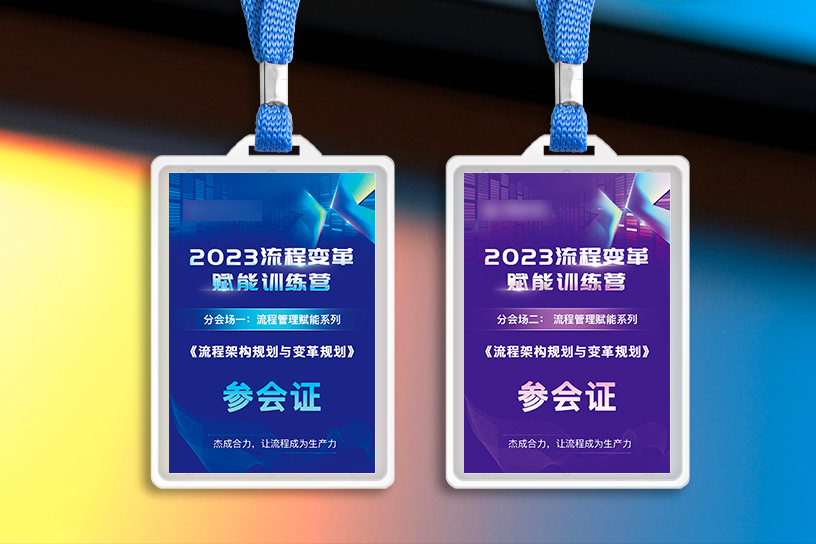 2023流程变革
赋能训练营
分会场一：流程管理赋能系列
《流程架构规划与变革规划》
参会证
杰成合力，让流程成为生产力
2023流程变革
赋能训练营
分会场二： 流程管理赋能系列
《流程架构规划与变革规划》
参会证
杰成合力，让流程成为生产力